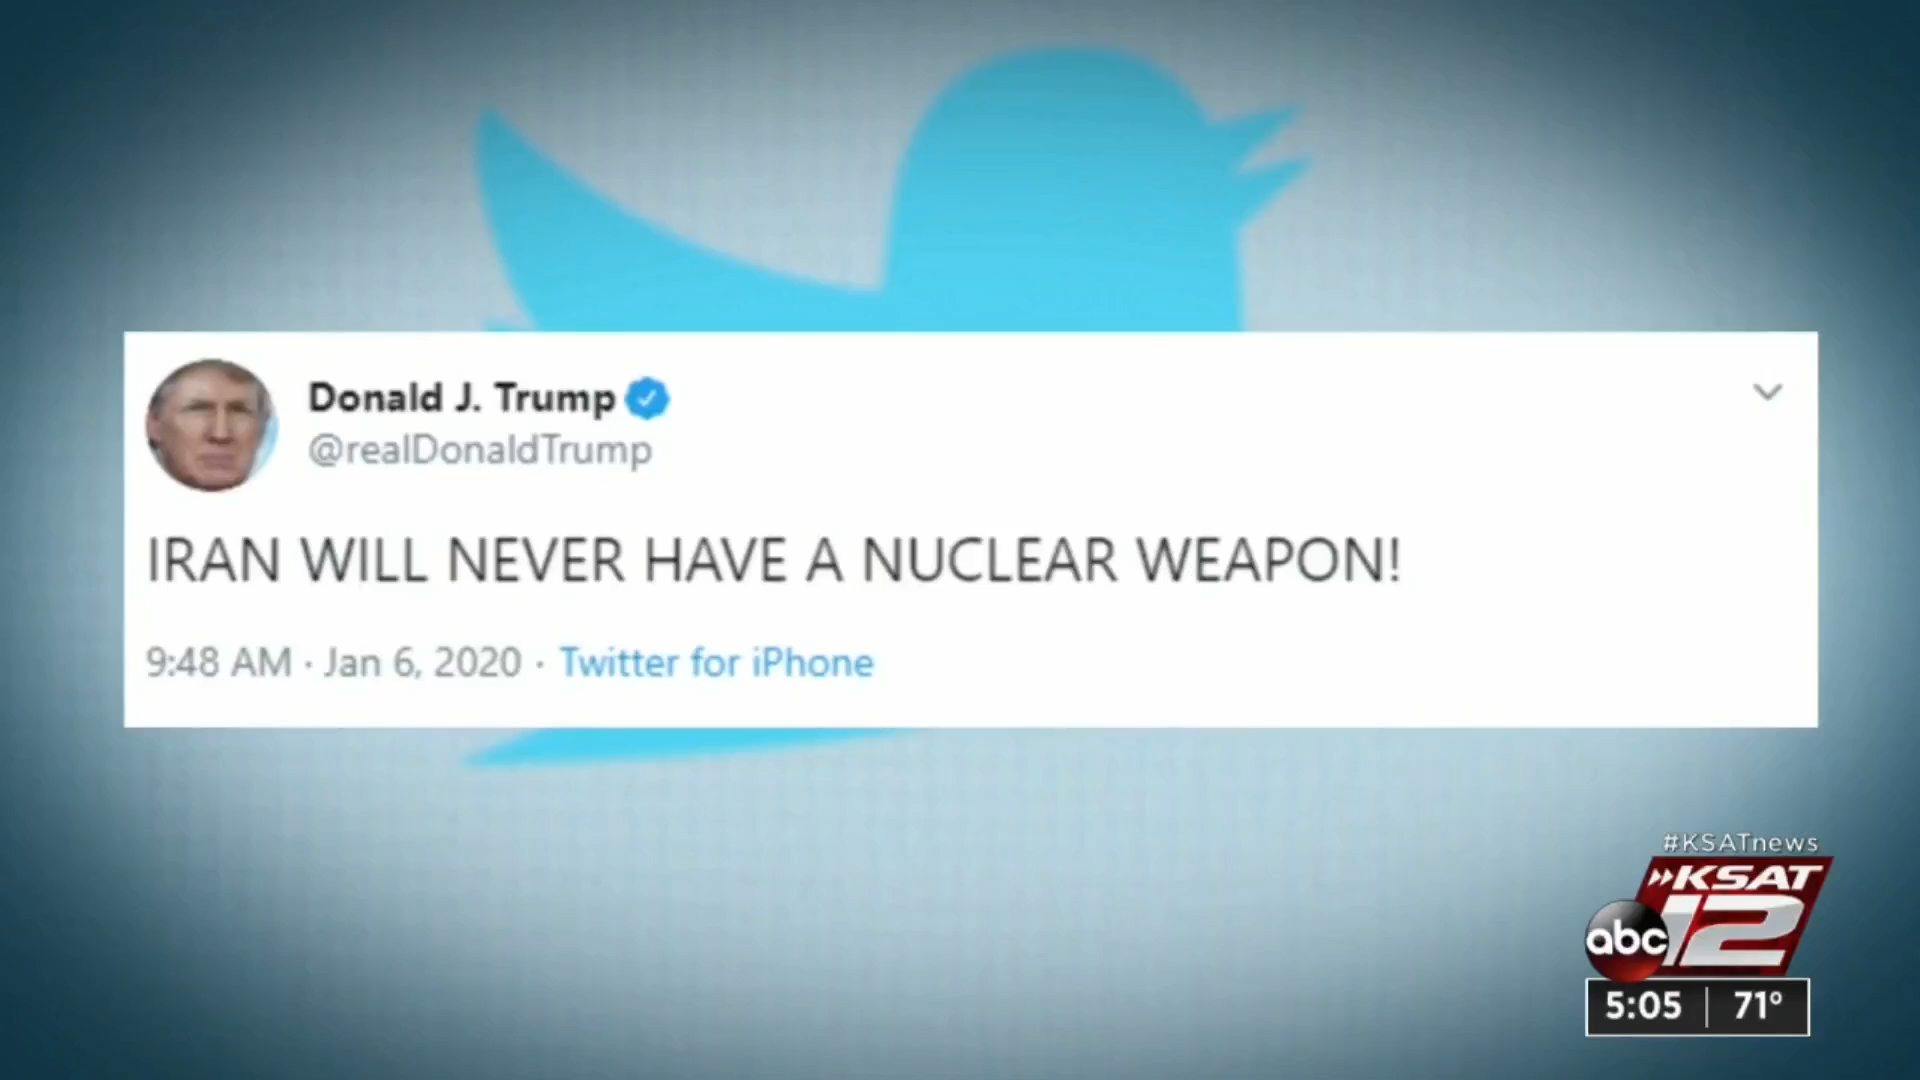 Donald J. Trump
@realDonaldTrump
IRAN WILL NEVER HAVE A NUCLEAR WEAPON!
9:48 AM · Jan 6, 2020 · Twitter for iPhone
#KSATnews
KSAT
abc 12
5:05 | 71°